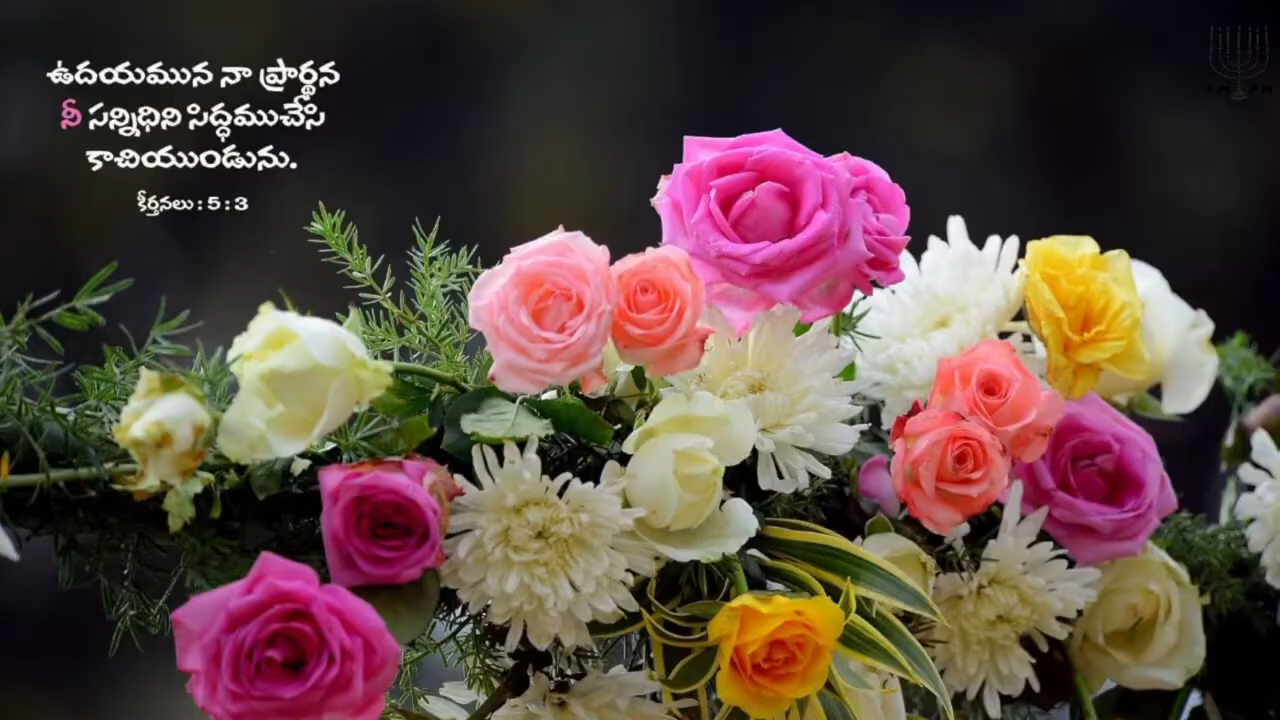 ఉదయమున నా ప్రార్థన
నీ సన్నిధిని సిద్ధముచేసి
కాచియుండును.
కీర్తనలు : 5 : 3